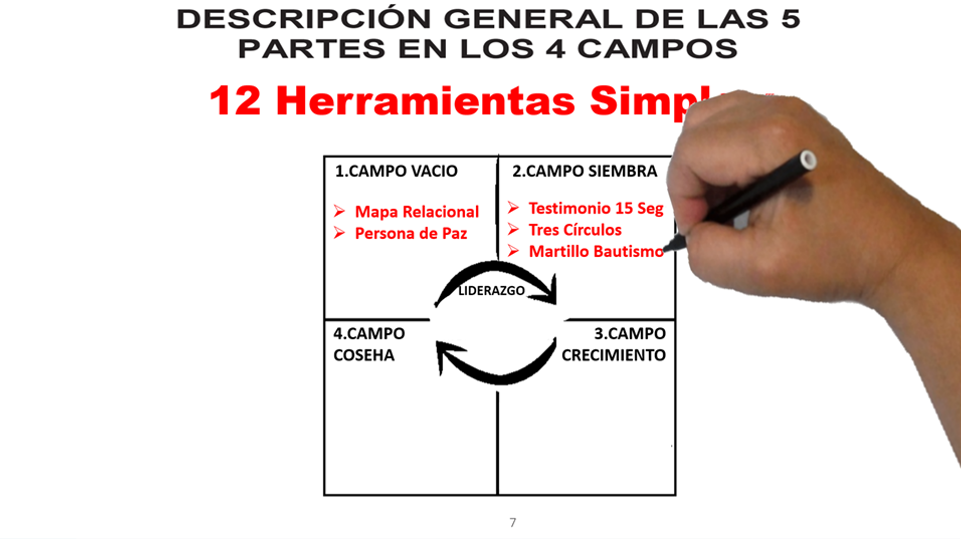 DESCRIPCIÓN GENERAL DE LAS 5
PARTES EN LOS 4 CAMPOS
12 Herramientas
1.CAMPO VACIO
Mapa Relacional
Persona de Paz
2.CAMPO SIEMBRA
Testimonio 15 Seg
Tres Círculos
Martillo Bautismo
LIDERAZGO
4.CAMPO
COSEHA
3.CAMPO
CRECIMIENTO
7